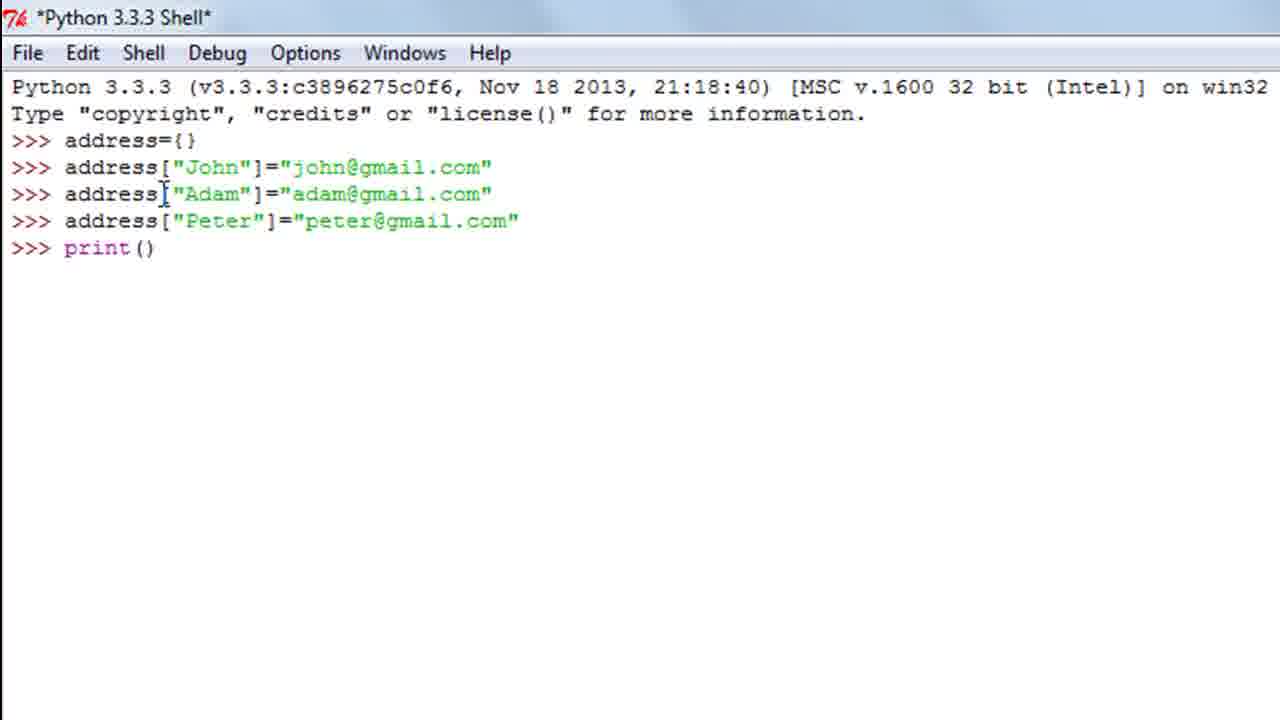 *Python 3.3.3 Shell*
File Edit Shell Debug Options Windows Help
Python 3.3.3 (v3.3.3:c3896275c0f6, Nov 18 2013, 21:18:40) [MSC v.1600 32 bit (Intel)] on win32
Type "copyright", "credits" or "license()" for more information.
>>> address={}
>>> address["John"]="john@gmail.com"
>>> address["Adam"]="adam@gmail.com"
>>> address["Peter"]="peter@gmail.com"
>>> print()